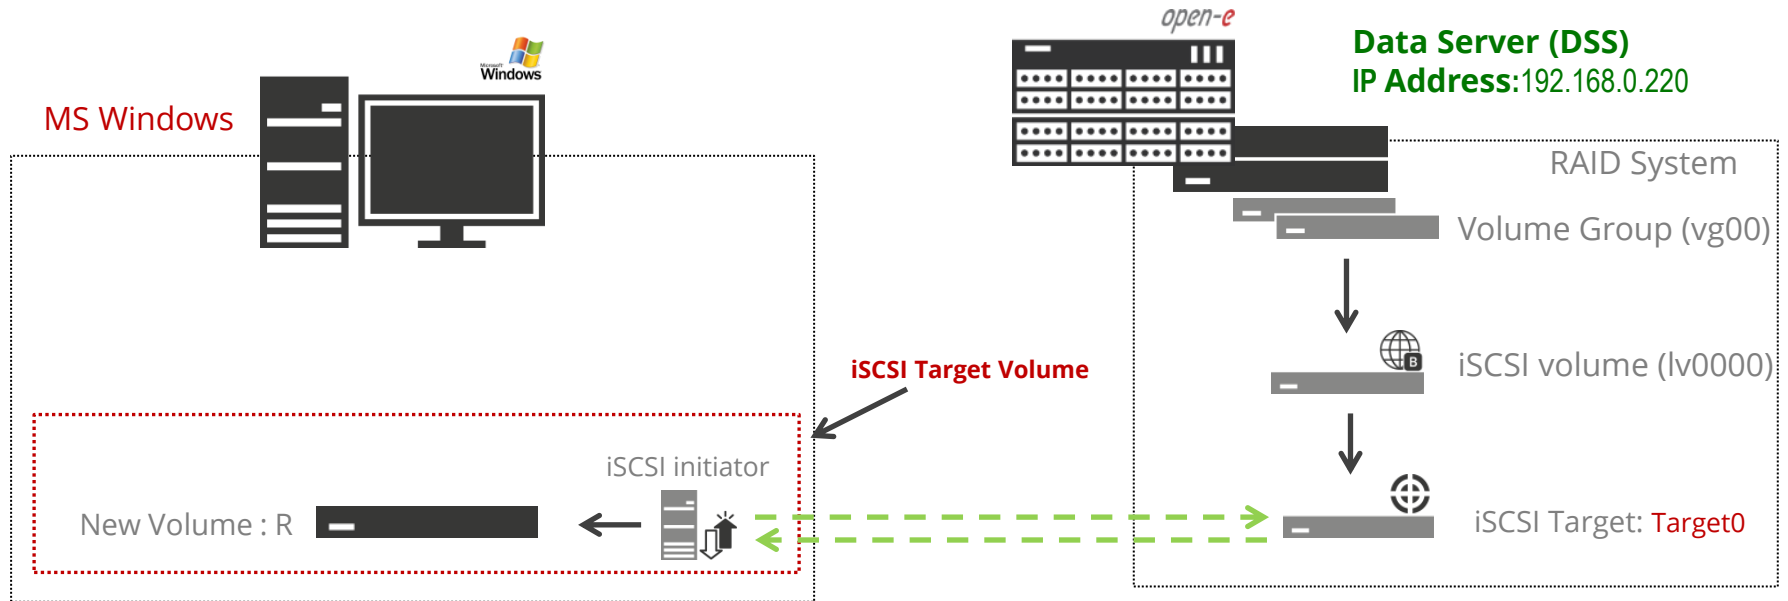 open-e
Data Server (DSS)
IP Address:192.168.0.220
Microsoft
Windows
MS Windows
RAID System
Volume Group (vg00)
iSCSI Target Volume
iSCSI volume (lv0000)
iSCSI initiator
New Volume : R
iSCSI Target: Target0
B